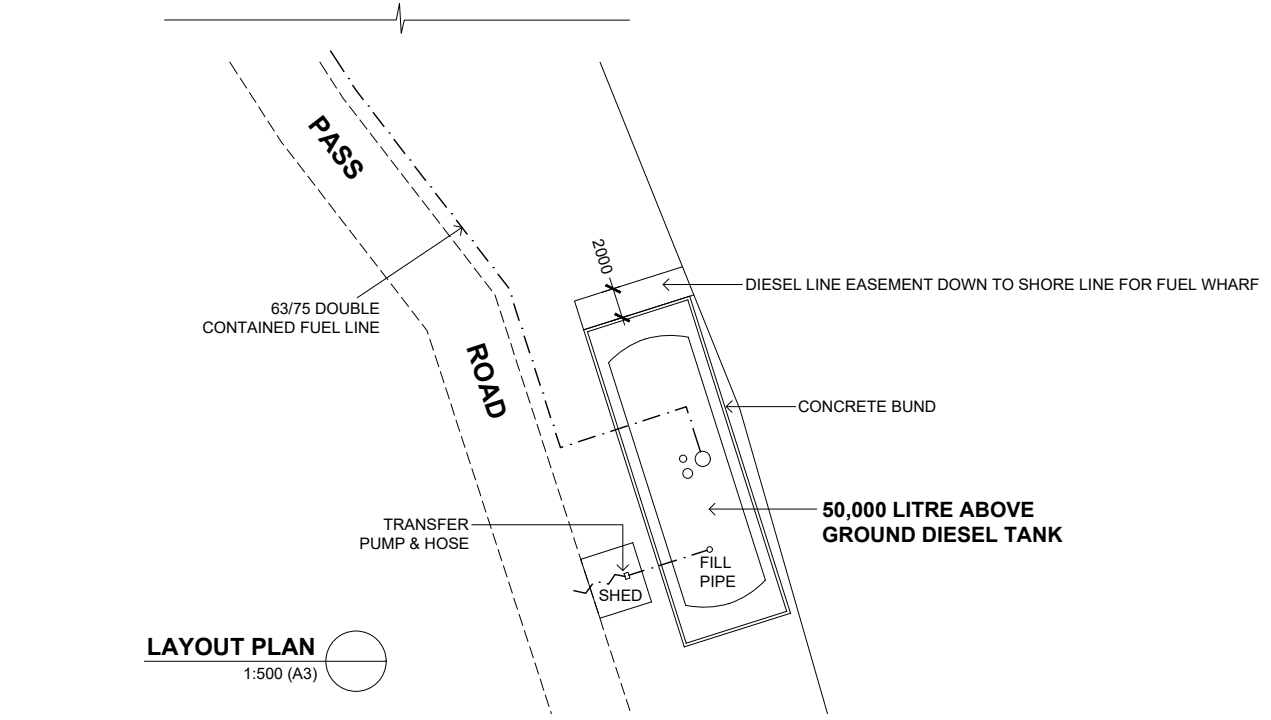 PASS
2000
DIESEL LINE EASEMENT DOWN TO SHORE LINE FOR FUEL WHARF
63/75 DOUBLE
CONTAINED FUEL LINE
ROAD
CONCRETE BUND
50,000 LITRE ABOVE
GROUND DIESEL TANK
TRANSFER
PUMP & HOSE
FILL
PIPE
SHED
LAYOUT PLAN
1:500 (A3)